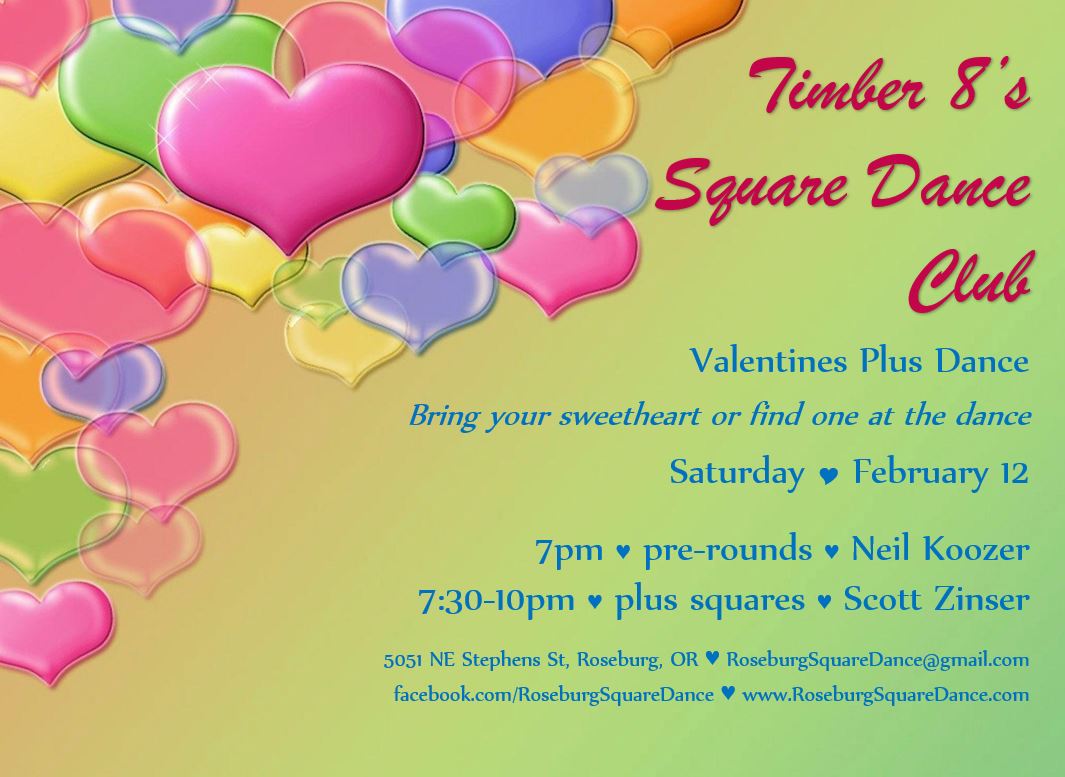 Timber 8's
Square Dance
Club
Valentines Plus Dance
Bring your sweetheart or find one at the dance
Saturday ♥ February 12
7pm ♥ pre-rounds ♥ Neil Koozer
7:30-10pm ♥ plus squares ♥ Scott Zinser
5051 NE Stephens St, Roseburg, OR ♥ RoseburgSquareDance@gmail.com
facebook.com/RoseburgSquareDance ♥ www.RoseburgSquareDance.com